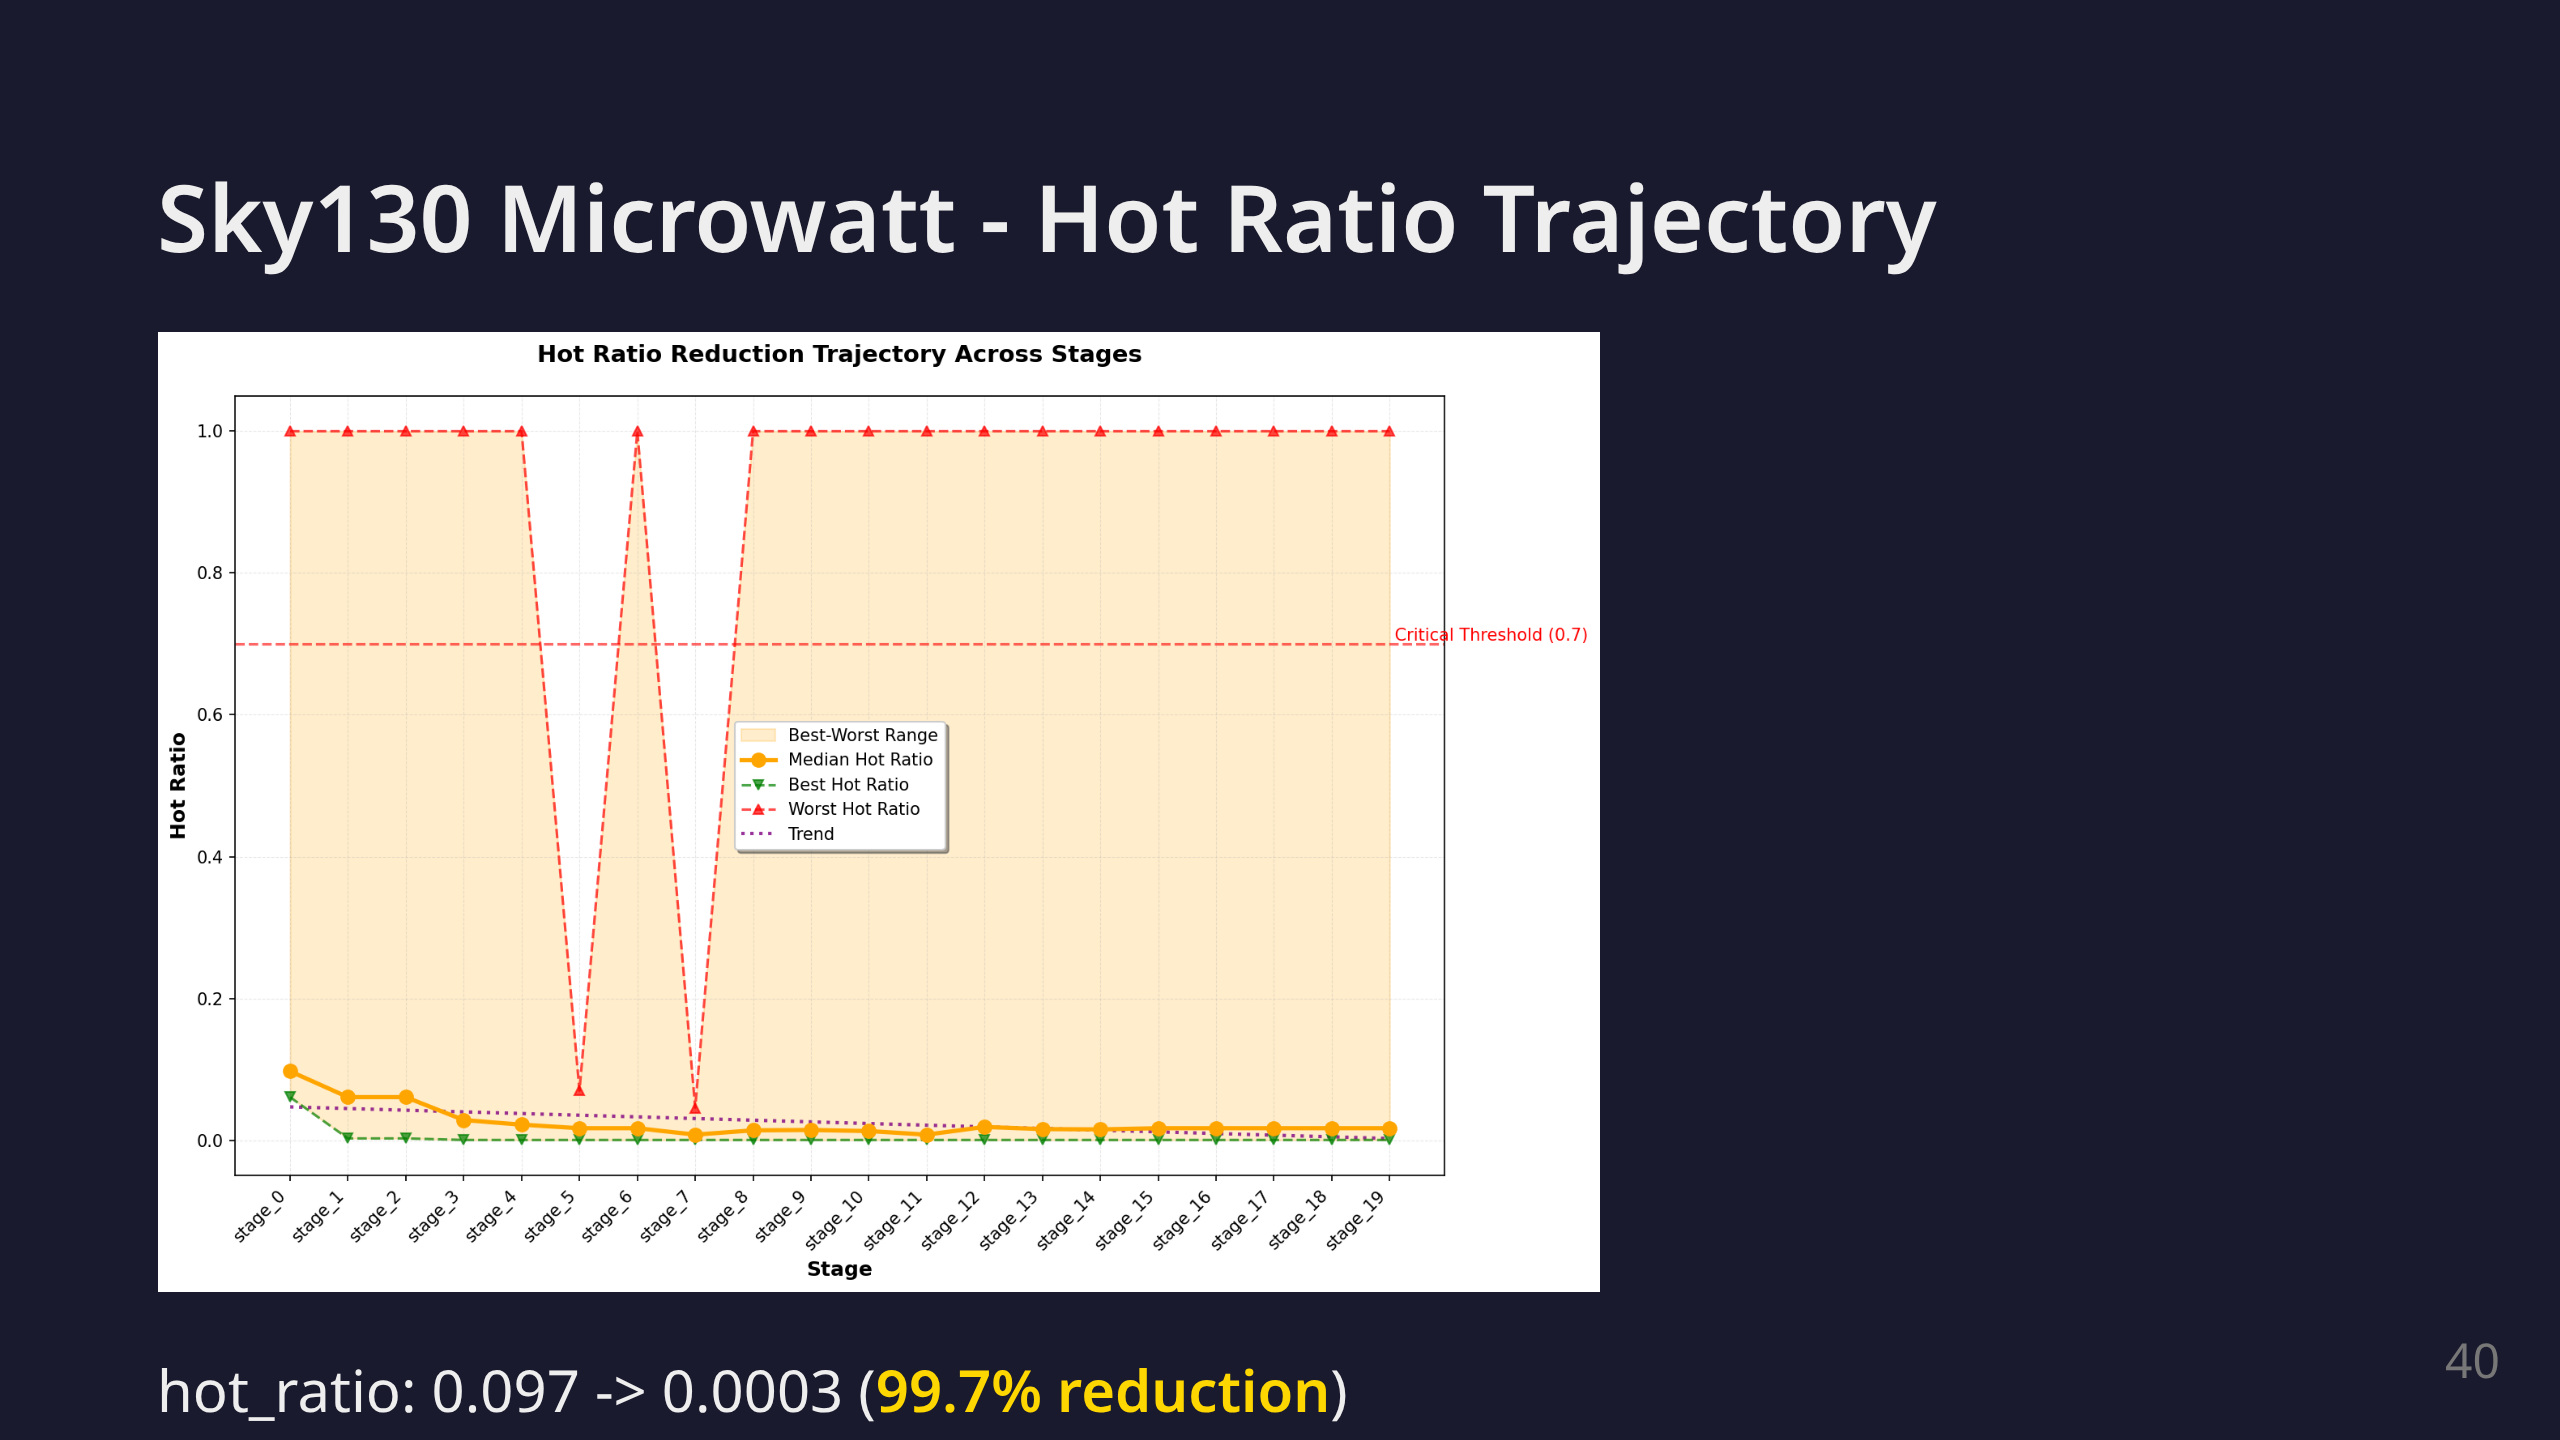 Sky130 Microwatt - Hot Ratio Trajectory
Hot Ratio Reduction Trajectory Across Stages
1.0
0.8
0.6
0.4
0.2
0.0
Hot Ratio
Critical Threshold (0.7)
Best-Worst Range
Median Hot Ratio
Best Hot Ratio
Worst Hot Ratio
Trend
stage_0
stage_1
stage_2
stage_3
stage_4
stage_5
stage_6
stage_7
stage_8
stage_9
stage_10
stage_11
stage_12
stage_13
stage_14
stage_15
stage_16
stage_17
stage_18
stage_19
Stage
hot_ratio: 0.097 -> 0.0003 (99.7% reduction)
40